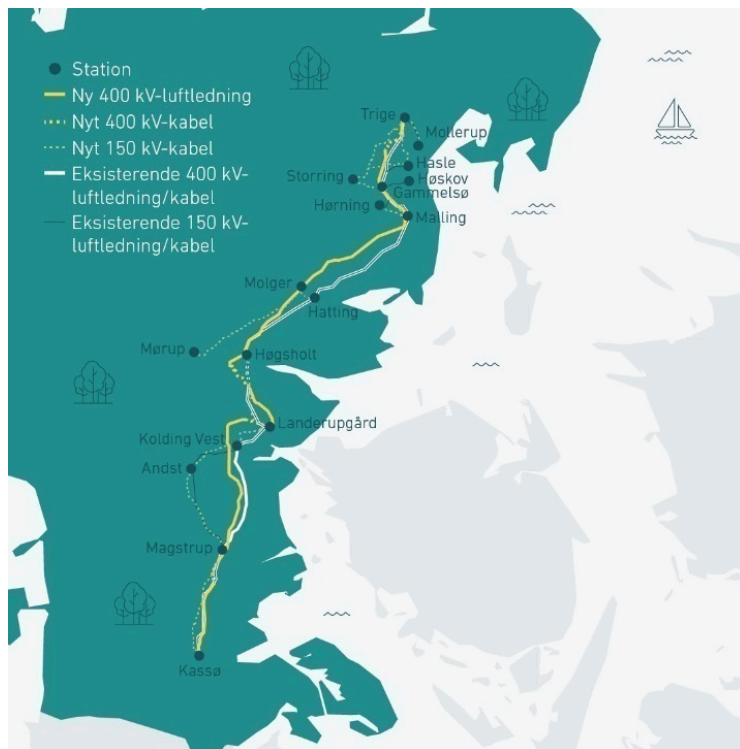 Station
Ny 400 kV-luftledning
Nyt 400 kV-kabel
Nyt 150 kV-kabel
Eksisterende 400 kV-
luftledning/kabel
Eksisterende 150 kV-
luftledning/kabel
Trige
Mollerup
Hasle
Storring
Høskov
Gammelsø
Hørning
Malling
Molger
Hatting
Mørup
Høgsholt
Landerupgård
Kolding Vest
Andst
Magstrup
Kassø